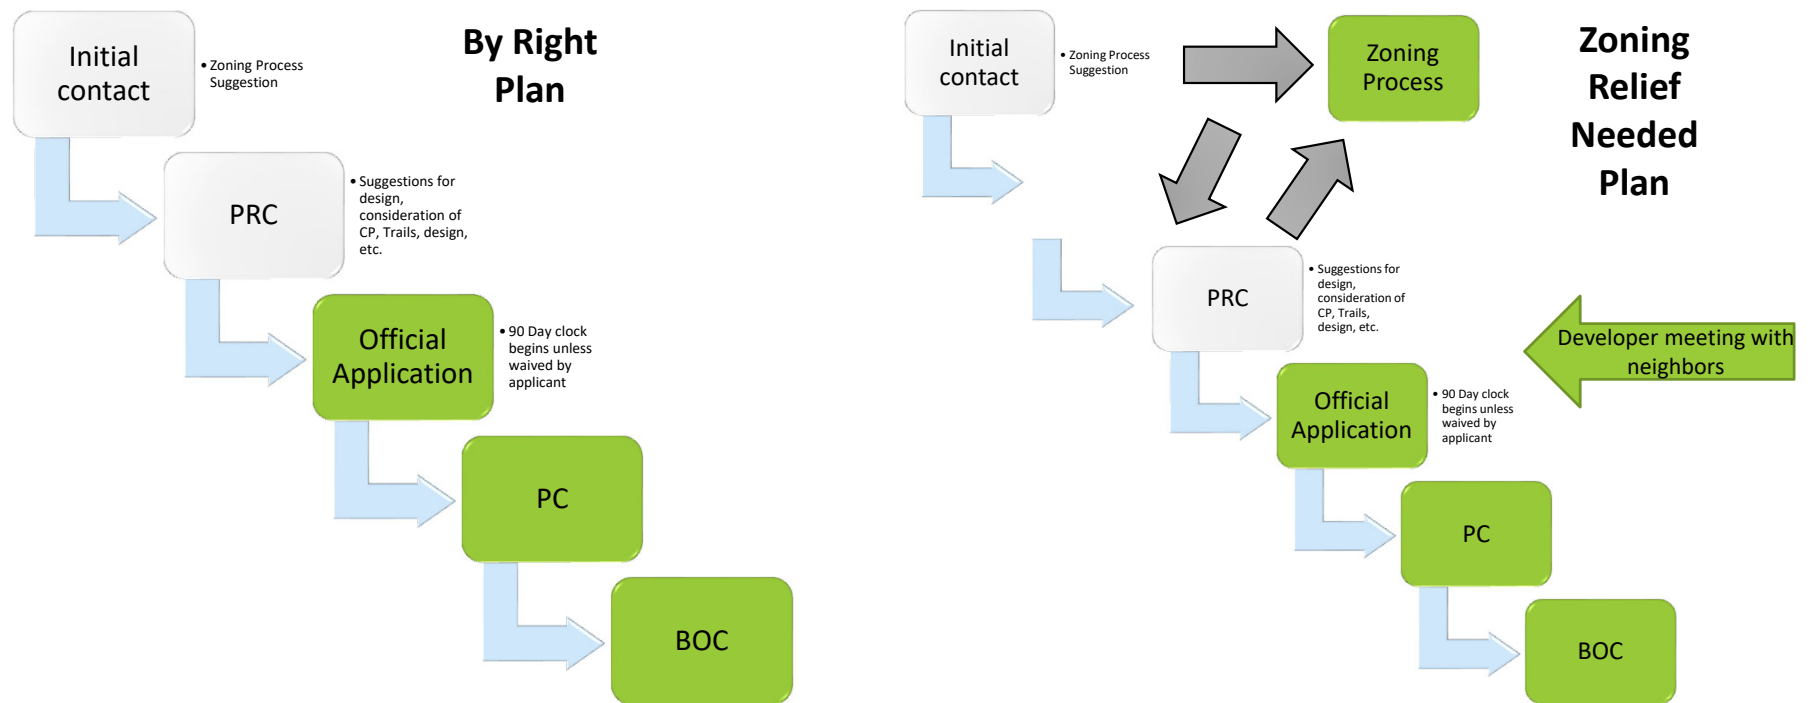 By Right
Plan
Initial
contact
• Zoning Process
Suggestion
PRC
• Suggestions for
design,
consideration of
CP, Trails, design,
etc.
Official
Application
• 90 Day clock
begins unless
waived by
applicant
PC
BOC
Zoning
Relief
Needed
Plan
Initial
contact
• Zoning Process
Suggestion
Zoning
Process
PRC
• Suggestions for
design,
consideration of
CP, Trails,
design, etc.
Developer meeting with
neighbors
Official
Application
• 90 Day clock
begins unless
waived by
applicant
PC
BOC